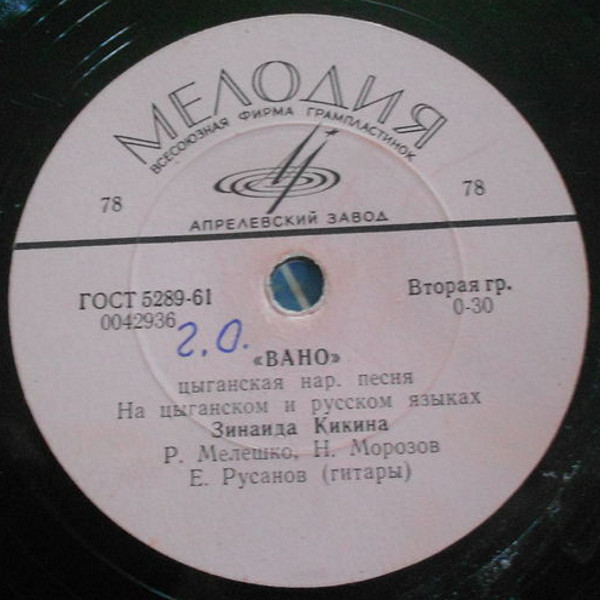 МЕЛОДИЯ
ВСЕСОЮЗНАЯ ФИРМА ГРАМПЛАСТИНОК
78 78
АПРЕЛЕВСКИЙ ЗАВОД
ГОСТ 5289-61 Вторая гр.
0042936 0-30
г.о.
«ВАНО»
цыганская нар. песня
На цыганском и русском языках
Зинаида Кикина
Р. Мелешко, Н. Морозов
Е. Русанов (гитары)